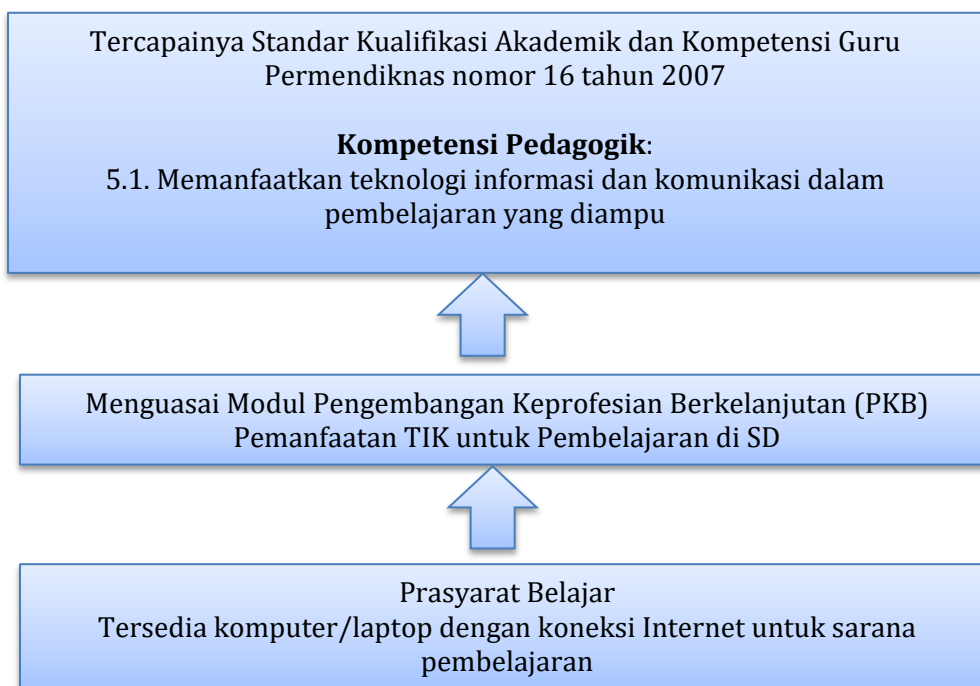 Tercapainya Standar Kualifikasi Akademik dan Kompetensi Guru
Permendiknas nomor 16 tahun 2007
Kompetensi Pedagogik:
5.1. Memanfaatkan teknologi informasi dan komunikasi dalam
pembelajaran yang diampu
Menguasai Modul Pengembangan Keprofesian Berkelanjutan (PKB)
Pemanfaatan TIK untuk Pembelajaran di SD
Prasyarat Belajar
Tersedia komputer/laptop dengan koneksi Internet untuk sarana
pembelajaran